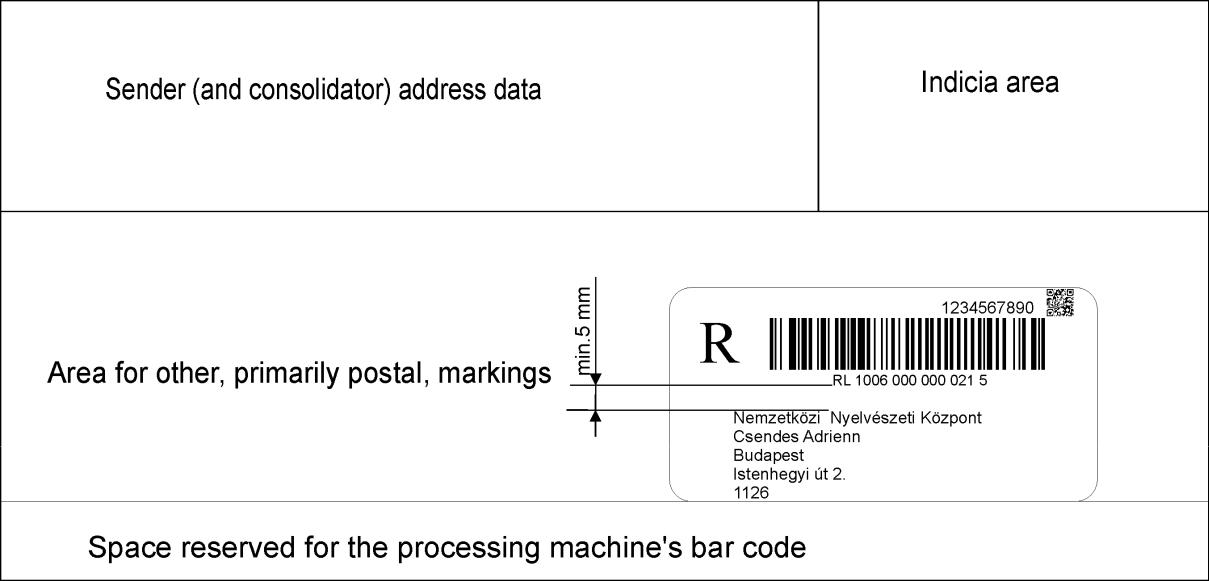 Sender (and consolidator) address data
Indicia area
Area for other, primarily postal, markings
min.5 mm
1234567890
R
RL 1006 000 000 021 5
Nemzetközi Nyelvészeti Központ
Csendes Adrienn
Budapest
Istenhegyi út 2.
1126
Space reserved for the processing machine's bar code